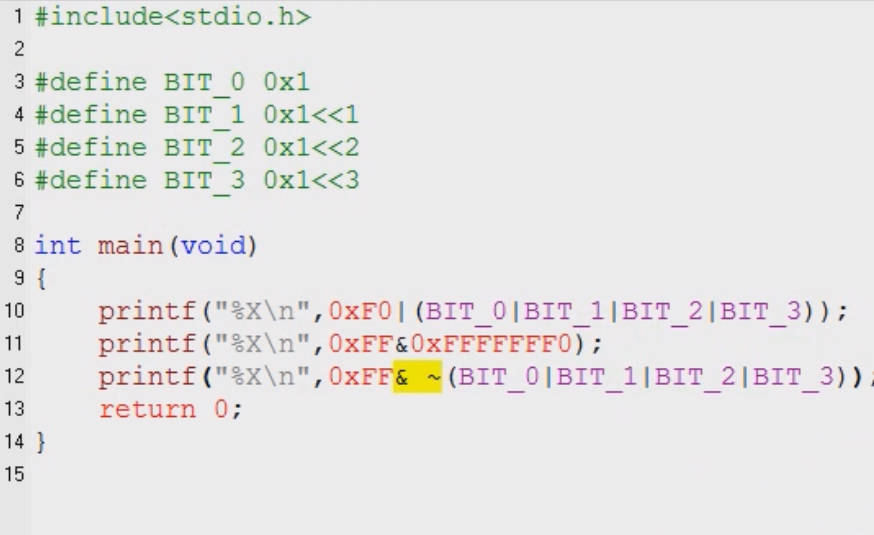 1 #include<stdio.h>
2
3 #define BIT_0 0x1
4 #define BIT_1 0x1<<1
5 #define BIT_2 0x1<<2
6 #define BIT_3 0x1<<3
7
8 int main(void)
9 {
10     printf("%X\n",0xF0|(BIT_0|BIT_1|BIT_2|BIT_3));
11     printf("%X\n",0xFF&0xFFFFFFF0);
12     printf("%X\n",0xFF& ~(BIT_0|BIT_1|BIT_2|BIT_3));
13     return 0;
14 }
15